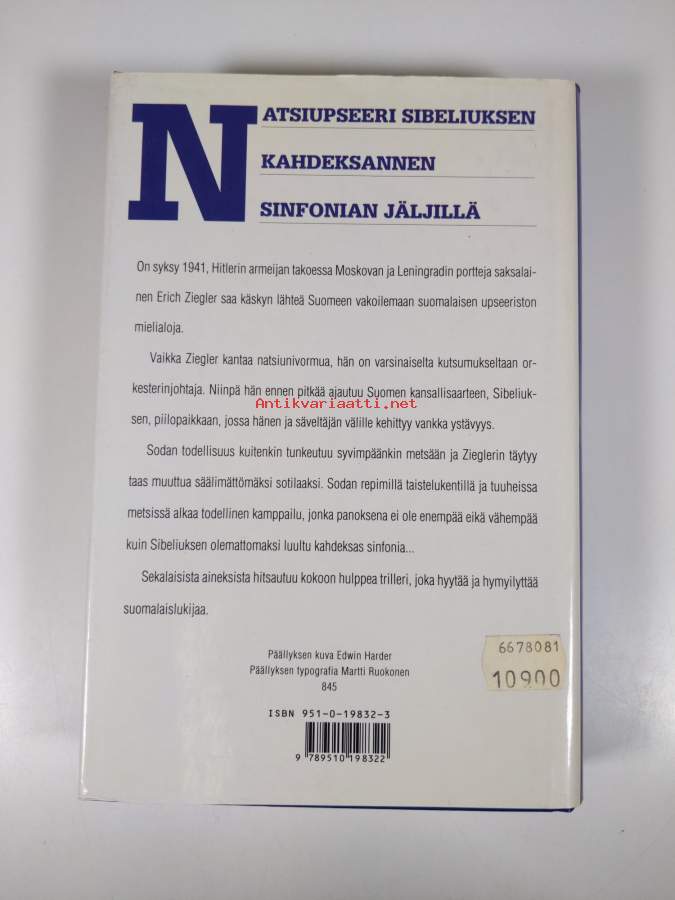 NATSIUPSEERI SIBELIUKSEN
KAHDEKSANNEN
SINFONIAN JÄLJILLÄ
On syksy 1941, Hitlerin armeijan takoessa Moskovan ja Leningradin portteja saksalai-
nen Erich Ziegler saa käskyn lähteä Suomeen vakoilemaan suomalaisen upseeriston
mielialoja.
Vaikka Ziegler kantaa natsiunivormua, hän on varsinaiselta kutsumukseltaan or-
kesterinjohtaja. Niinpä hän ennen pitkää ajautuu Suomen kansallisaarteen, Sibeliuk-
Antikvariaatti.net
sen, piilopaikkaan, jossa hänen ja säveltäjän välille kehittyy vankka ystävyys.
Sodan todellisuus kuitenkin tunkeutuu syvimpäänkin metsään ja Zieglerin täytyy
taas muuttua säälimättömäksi sotilaaksi. Sodan repimillä taistelukentillä ja tuuheissa
metsissä alkaa todellinen kamppailu, jonka panoksena ei ole enempää eikä vähempää
kuin Sibeliuksen olemattomaksi luultu kahdeksas sinfonia...
Sekalaisista aineksista hitsautuu kokoon hulppea trilleri, joka hyytää ja hymyilyttää
suomalaislukijaa.
Päällyksen kuva Edwin Harder
Päällyksen typografia Martti Ruokonen
845
6678081
10900
ISBN 951-0-19832-3
9 789510 198322